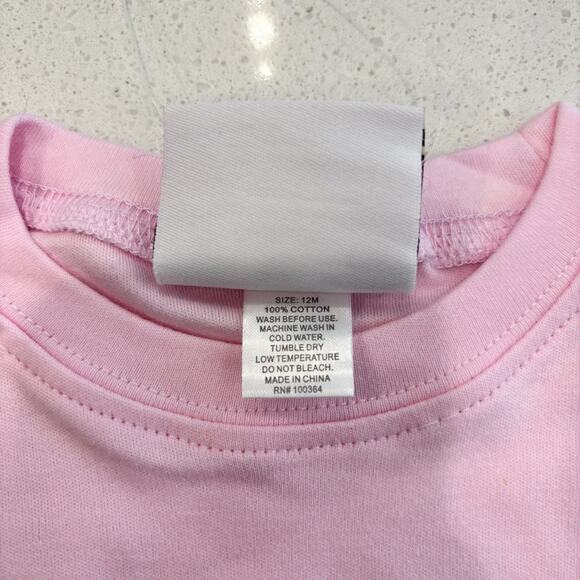 SIZE: 12M
100% COTTON
WASH BEFORE USE.
MACHINE WASH IN
COLD WATER.
TUMBLE DRY
LOW TEMPERATURE
DO NOT BLEACH.
MADE IN CHINA
RN# 100364